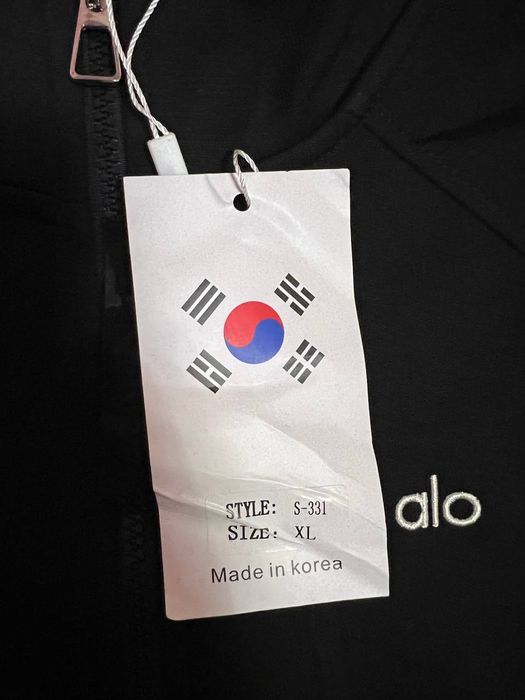 STYLE: S-331
SIZE: XL
Made in korea
alo